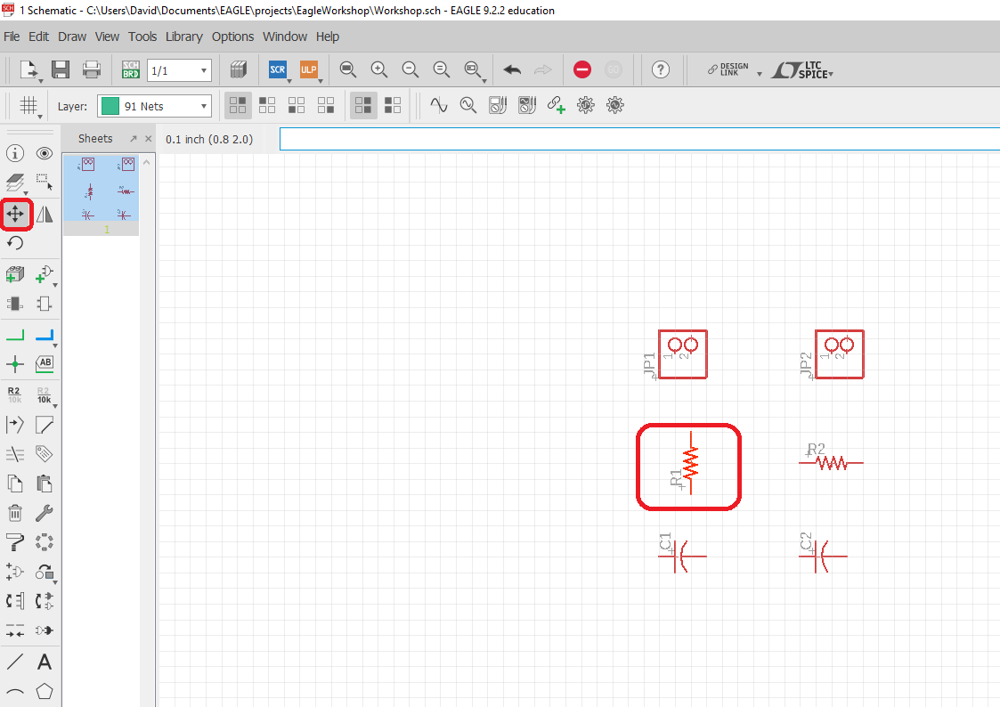 1 Schematic - C:\Users\David\Documents\EAGLE\projects\EagleWorkshop\Workshop.sch - EAGLE 9.2.2 education
File Edit Draw View Tools Library Options Window Help
SCH BRD 1/1 SCR ULP ? DESIGN LINK LTC SPICE
Layer: 91 Nets
Sheets 0.1 inch (0.8 2.0)
1
JP1 1 2 JP2 1 2
AB
R2 R2
10k 10k
R1 R2
C1 C2
A